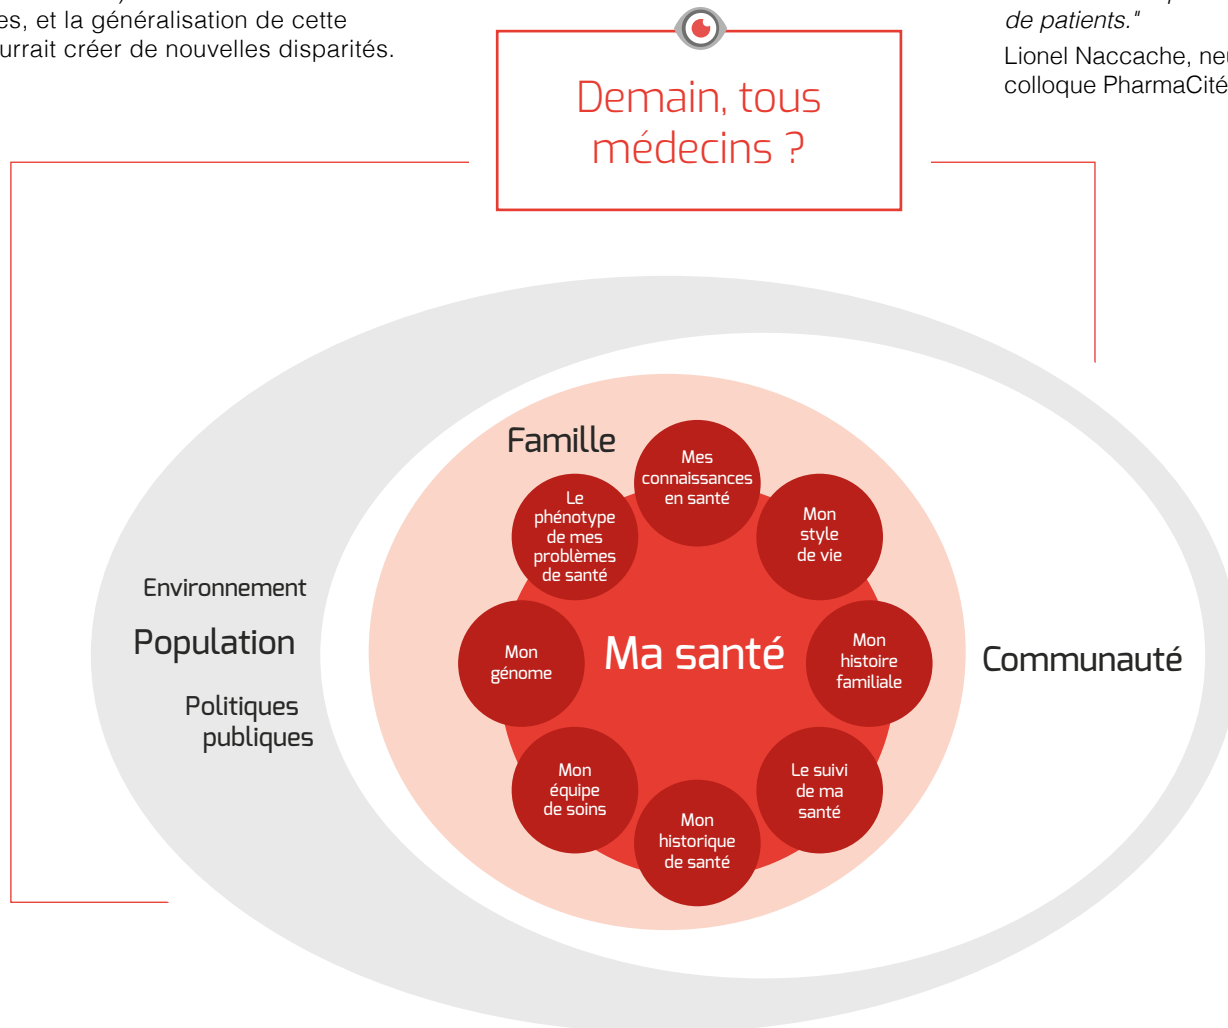 et la généralisation de cette
créer de nouvelles disparités.
de patients."
Lionel Naccache,
colloque PharmaCité
Demain, tous
médecins ?
Famille
Mes
connaissances
en santé
Le
phénotype
de mes
problèmes
de santé
Mon
style
de vie
Environnement
Population
Politiques
publiques
Mon
génome
Ma santé
Mon
histoire
familiale
Communauté
Mon
équipe
de soins
Le suivi
de ma
santé
Mon
historique
de santé